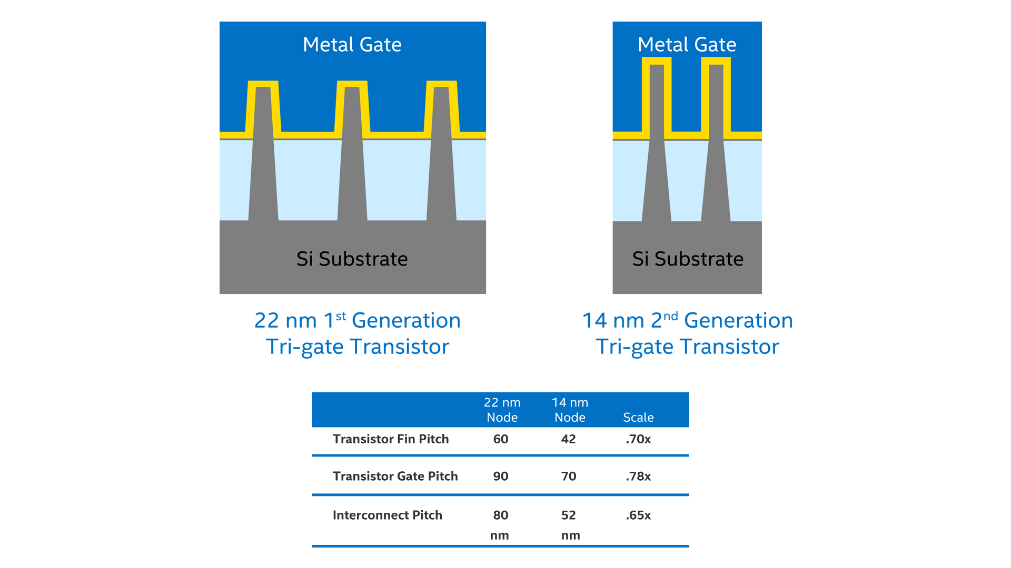 Metal Gate
Metal Gate
Si Substrate
Si Substrate
22 nm 1st Generation
Tri-gate Transistor
14 nm 2nd Generation
Tri-gate Transistor
22 nm
Node
14 nm
Node
Scale
Transistor Fin Pitch 60 42 .70x
Transistor Gate Pitch 90 70 .78x
Interconnect Pitch 80 52 .65x
nm nm